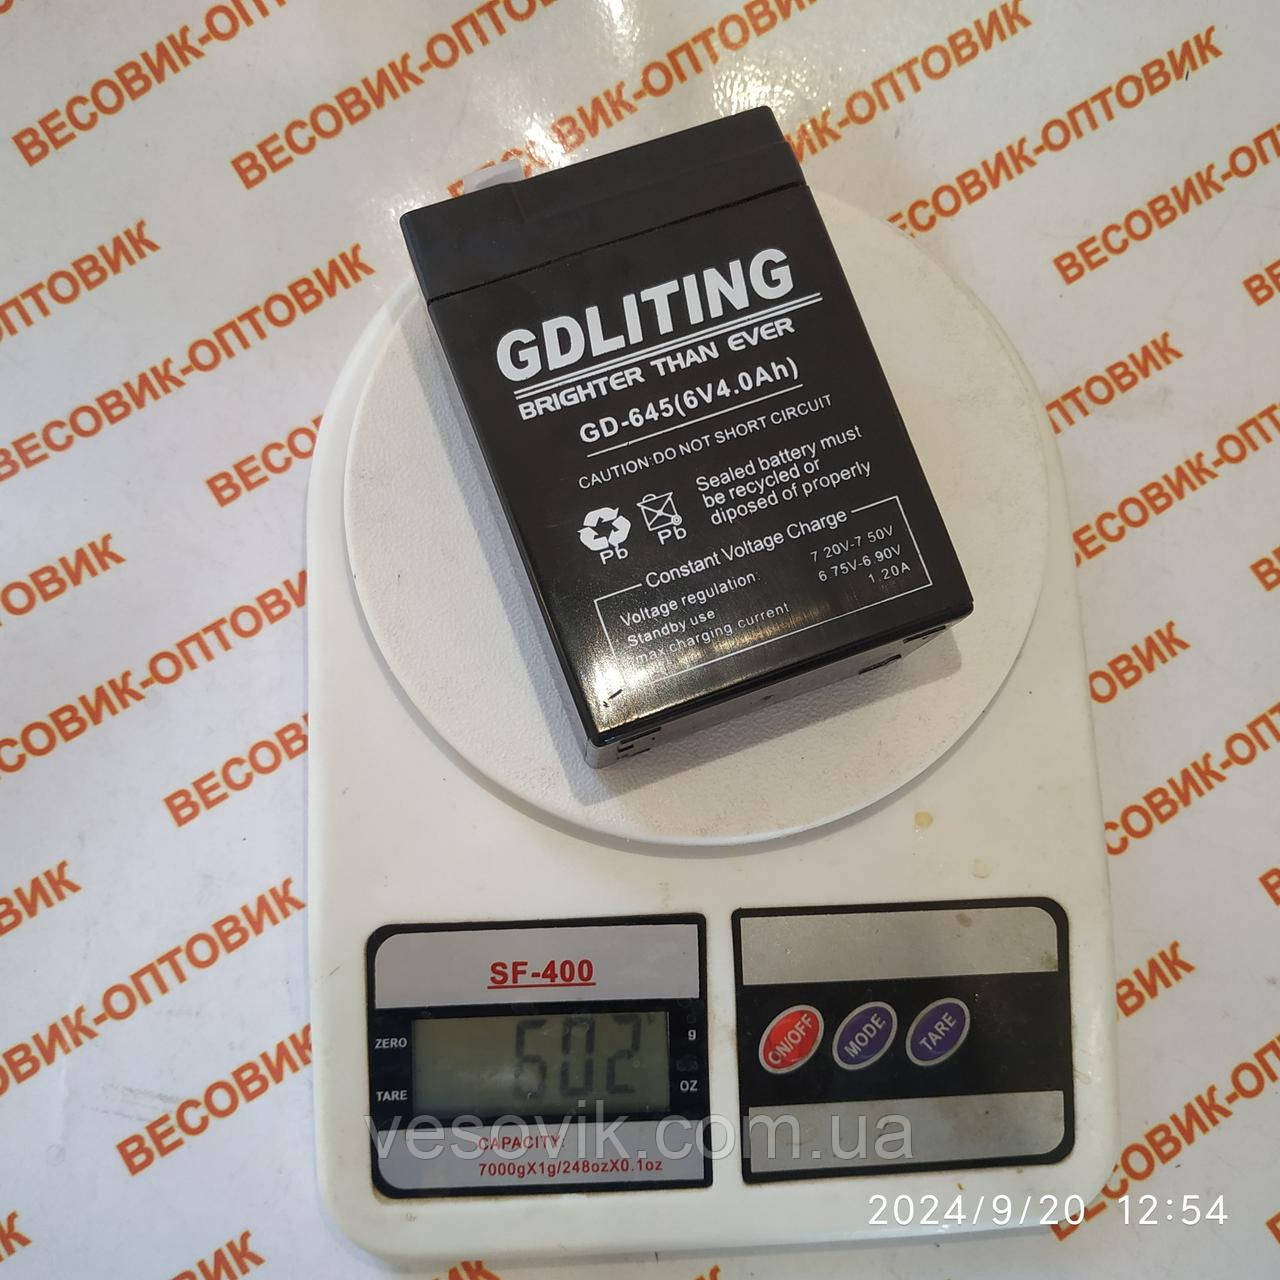 ВЕСОВИК-ОПТОВИК
GDLITING
BRIGHTER THAN EVER
GD-645(6V4.0Ah)
CAUTION:DO NOT SHORT CIRCUIT
Sealed battery must
be recycled or
diposed of properly
Pb
Pb
Constant Voltage Charge
Voltage regulation: 7 20V-7 50V
Standby use 6.75V-6.90V
max.charging current 1.20A
SF-400
ZERO
TARE
602
g
OZ
CAPACITY:
7000gX1g/248ozX0.1oz
ON/OFF
MODE
TARE
vesovik.com.ua
2024/9/20 12:54